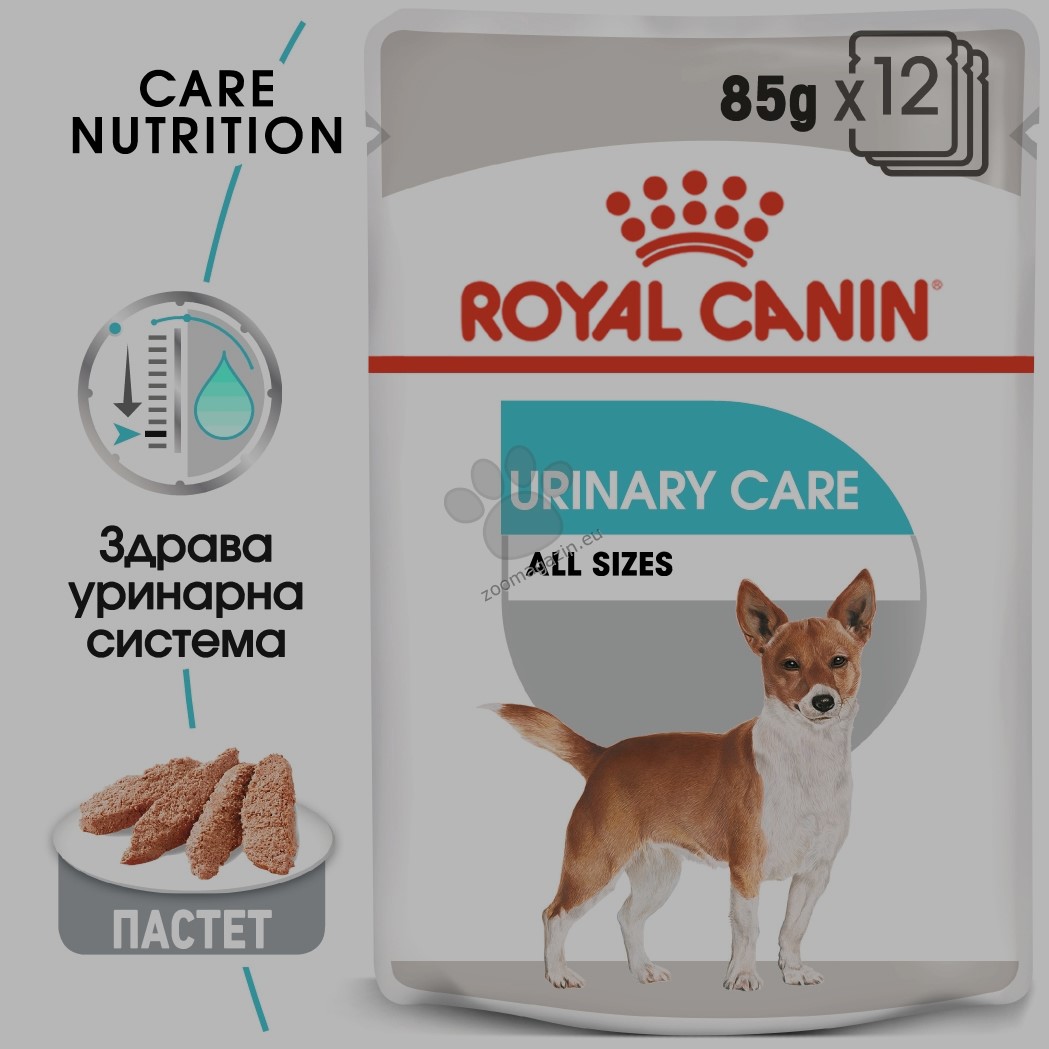 CARE
NUTRITION
Здрава
уринарна
система
ПАСТЕТ
85g x12
ROYAL CANIN®
URINARY CARE
ALL SIZES
zoomagazin.eu